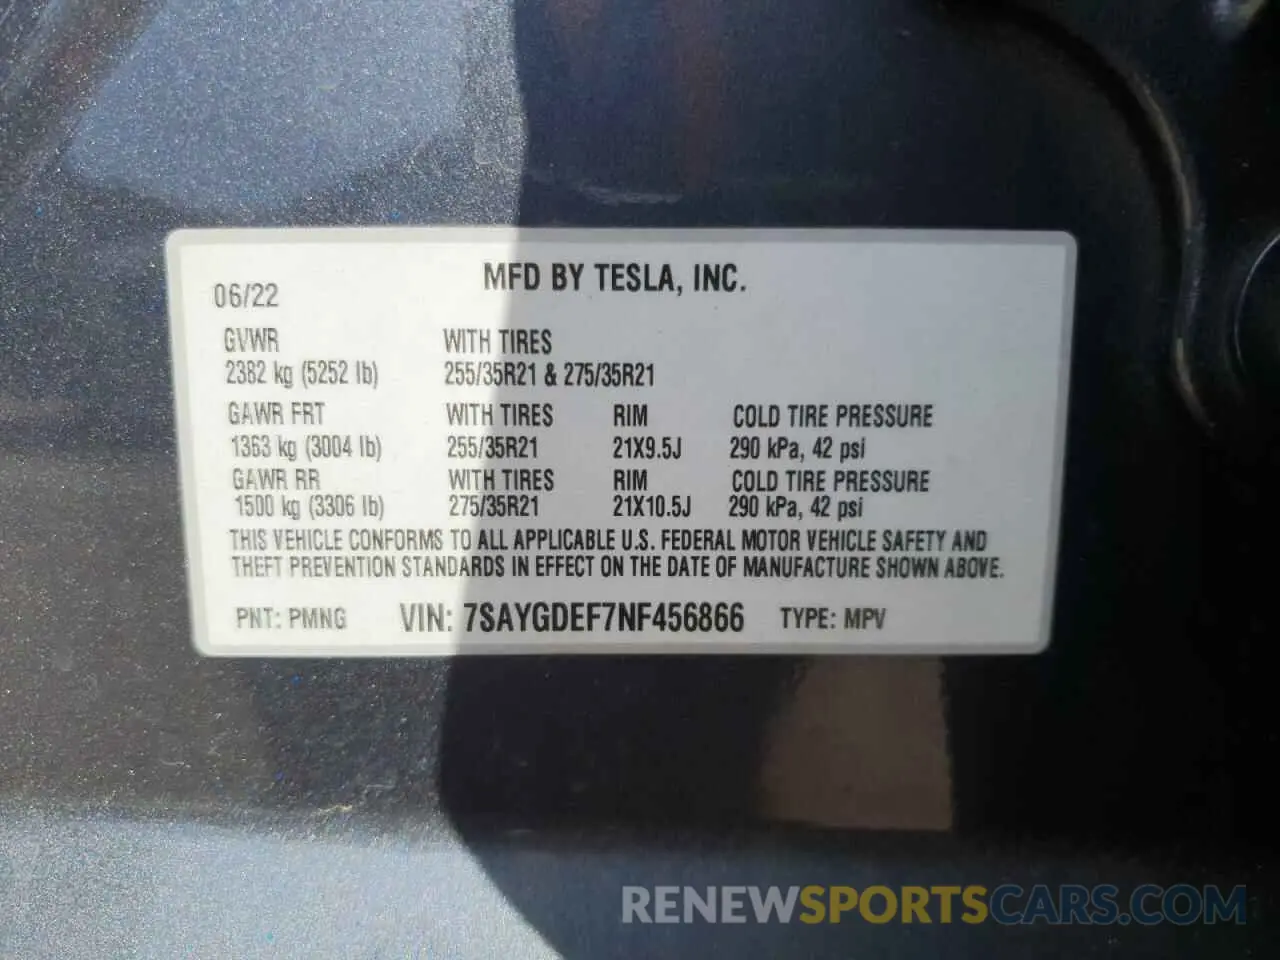 MFD BY TESLA, INC.
06/22
GVWR WITH TIRES
2382 kg (5252 lb) 255/35R21 & 275/35R21
GAWR FRT WITH TIRES RIM COLD TIRE PRESSURE
1363 kg (3004 lb) 255/35R21 21X9.5J 290 kPa, 42 psi
GAWR RR WITH TIRES RIM COLD TIRE PRESSURE
1500 kg (3306 lb) 275/35R21 21X10.5J 290 kPa, 42 psi
THIS VEHICLE CONFORMS TO ALL APPLICABLE U.S. FEDERAL MOTOR VEHICLE SAFETY AND
THEFT PREVENTION STANDARDS IN EFFECT ON THE DATE OF MANUFACTURE SHOWN ABOVE.
PNT: PMNG VIN: 7SAYGDEF7NF456866 TYPE: MPV
RENEWSPORTSCARS.COM